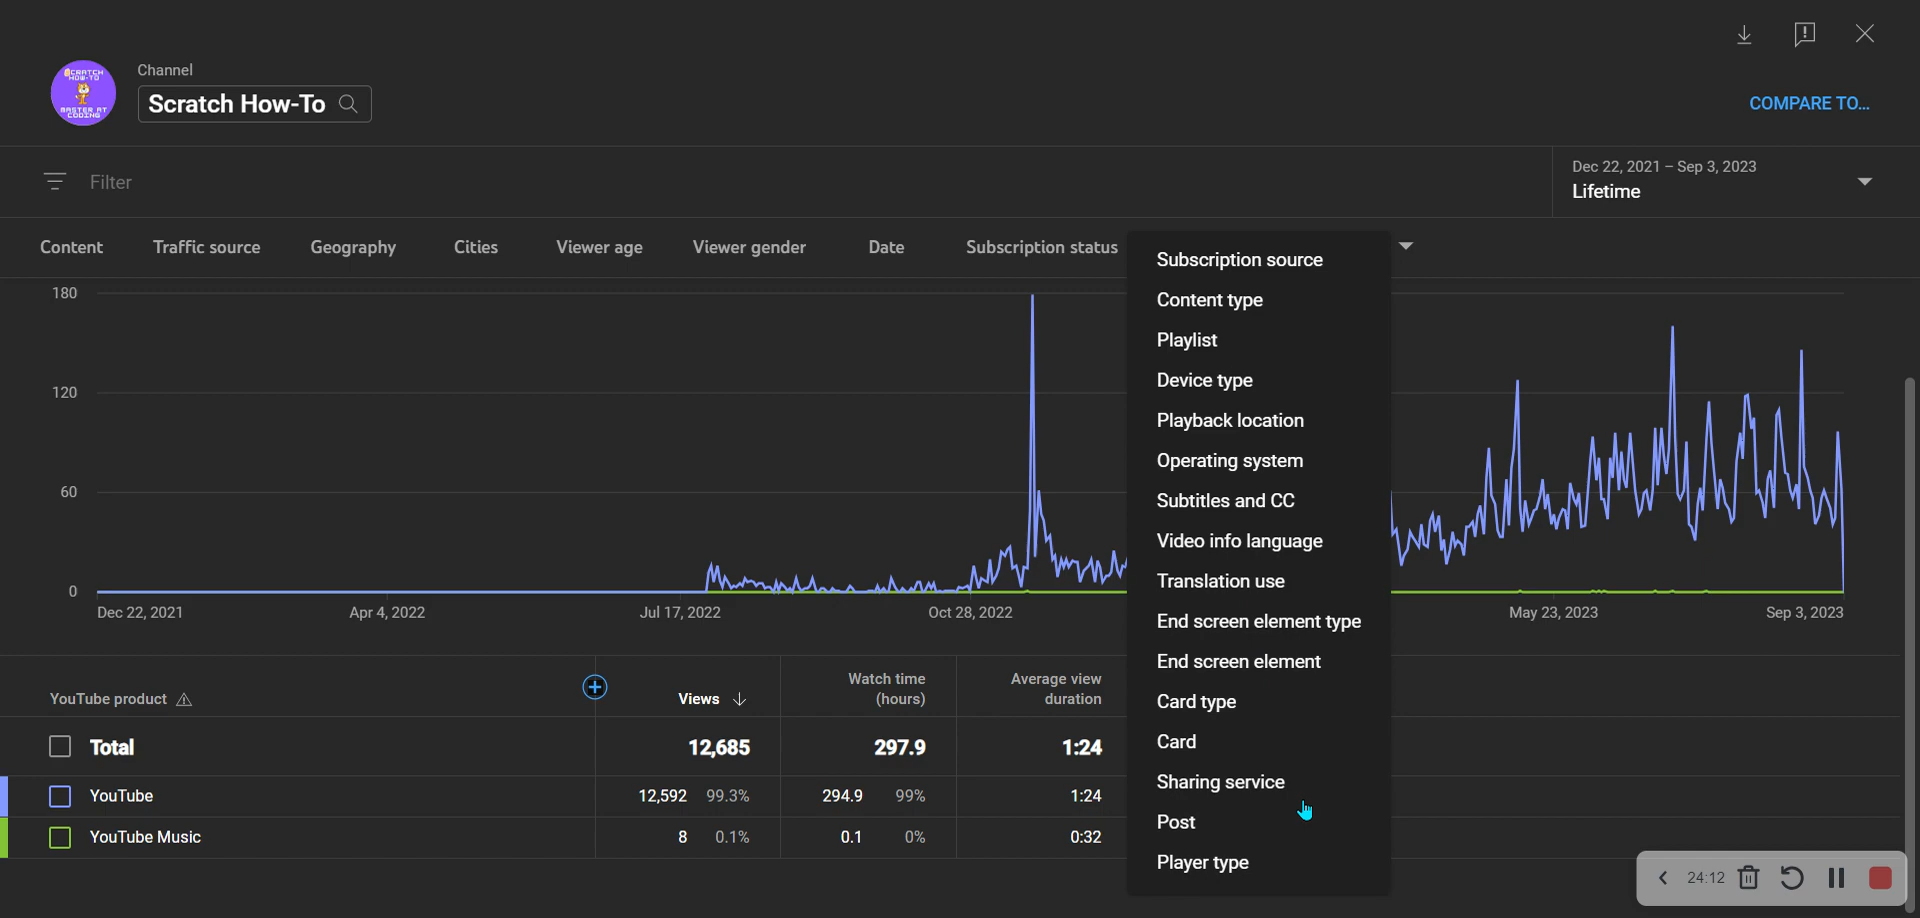 SCRATCH
HOW-TO
MASTER AT
CODING
Channel
Scratch How-To
COMPARE TO...
Filter
Dec 22, 2021 – Sep 3, 2023
Lifetime
Content
Traffic source
Geography
Cities
Viewer age
Viewer gender
Date
Subscription status
Subscription source
Content type
Playlist
Device type
Playback location
Operating system
Subtitles and CC
Video info language
Translation use
End screen element type
End screen element
Card type
Card
Sharing service
Post
Player type
180
120
60
0
Dec 22, 2021
Apr 4, 2022
Jul 17, 2022
Oct 28, 2022
May 23, 2023
Sep 3, 2023
YouTube product
Views
Watch time
(hours)
Average view
duration
Total 12,685 297.9 1:24
YouTube 12,592 99.3% 294.9 99% 1:24
YouTube Music 8 0.1% 0.1 0% 0:32
24:12